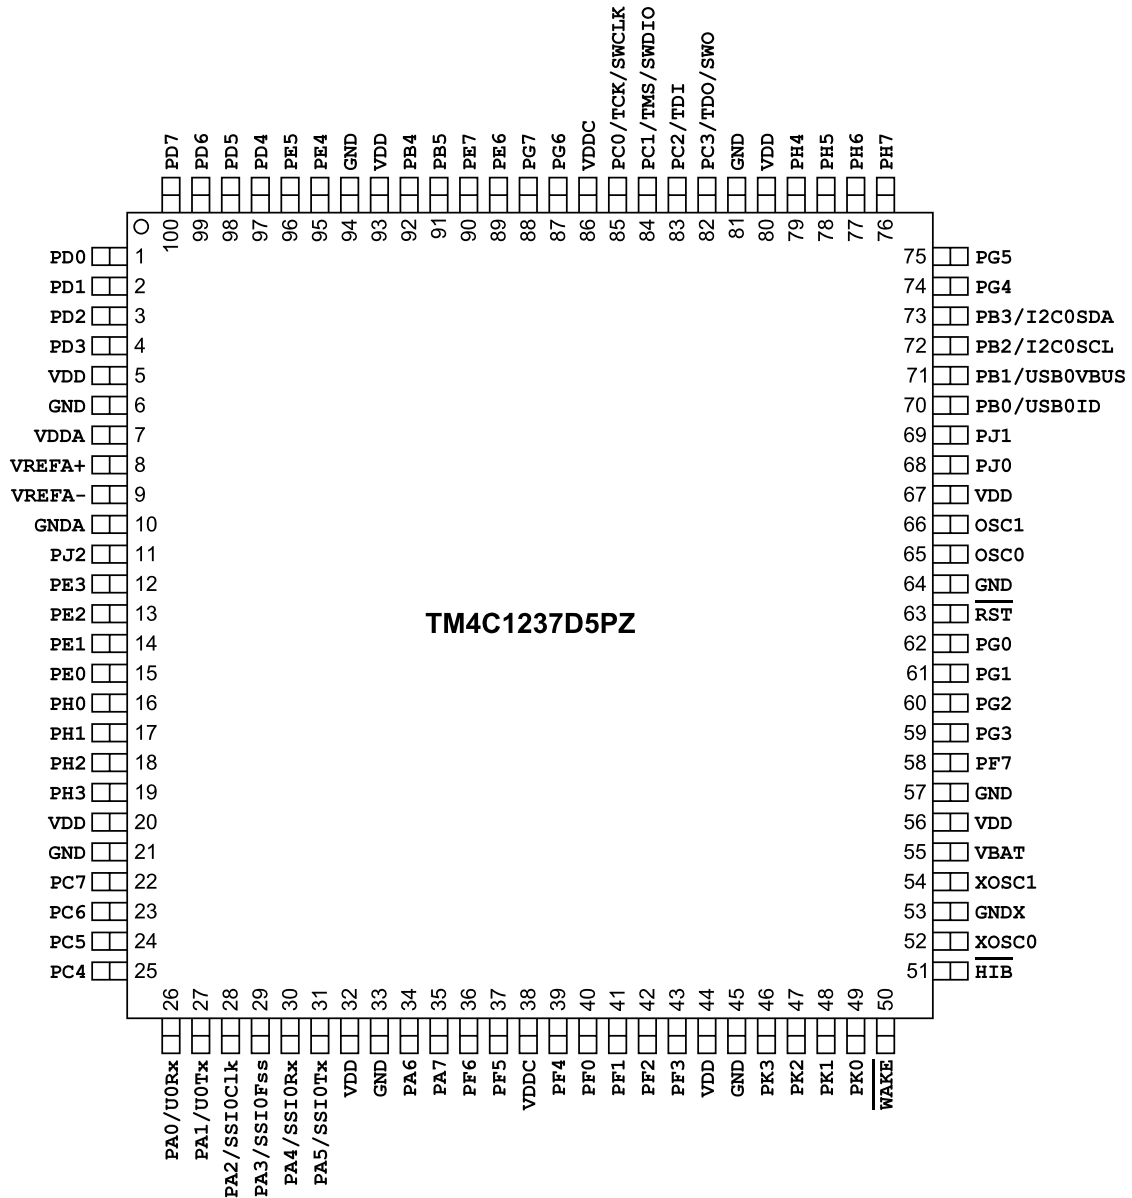 PC0/TCK/SWCLK
PC1/TMS/SWDIO
PC2/TDI
PC3/TDO/SWO
PD7 PD6 PD5 PD4 PE5 PE4 GND VDD PB4 PB5 PE7 PE6 PG7 PG6 VDDC GND VDD PH4 PH5 PH6 PH7
100 99 98 97 96 95 94 93 92 91 90 89 88 87 86 85 84 83 82 81 80 79 78 77 76
PD0 1 75 PG5
PD1 2 74 PG4
PD2 3 73 PB3/I2C0SDA
PD3 4 72 PB2/I2C0SCL
VDD 5 71 PB1/USB0VBUS
GND 6 70 PB0/USB0ID
VDDA 7 69 PJ1
VREFA+ 8 68 PJ0
VREFA- 9 67 VDD
GNDA 10 66 OSC1
PJ2 11 65 OSC0
PE3 12 64 GND
PE2 13 63 RST
TM4C1237D5PZ
PE1 14 62 PG0
PE0 15 61 PG1
PH0 16 60 PG2
PH1 17 59 PG3
PH2 18 58 PF7
PH3 19 57 GND
VDD 20 56 VDD
GND 21 55 VBAT
PC7 22 54 XOSC1
PC6 23 53 GNDX
PC5 24 52 XOSC0
PC4 25 51 HIB
26 27 28 29 30 31 32 33 34 35 36 37 38 39 40 41 42 43 44 45 46 47 48 49 50
PA0/U0Rx
PA1/U0Tx
PA2/SSI0Clk
PA3/SSI0Fss
PA4/SSI0Rx
PA5/SSI0Tx
VDD GND PA6 PA7 PF6 PF5 VDDC PF4 PF0 PF1 PF2 PF3 VDD GND PK3 PK2 PK1 PK0 WAKE